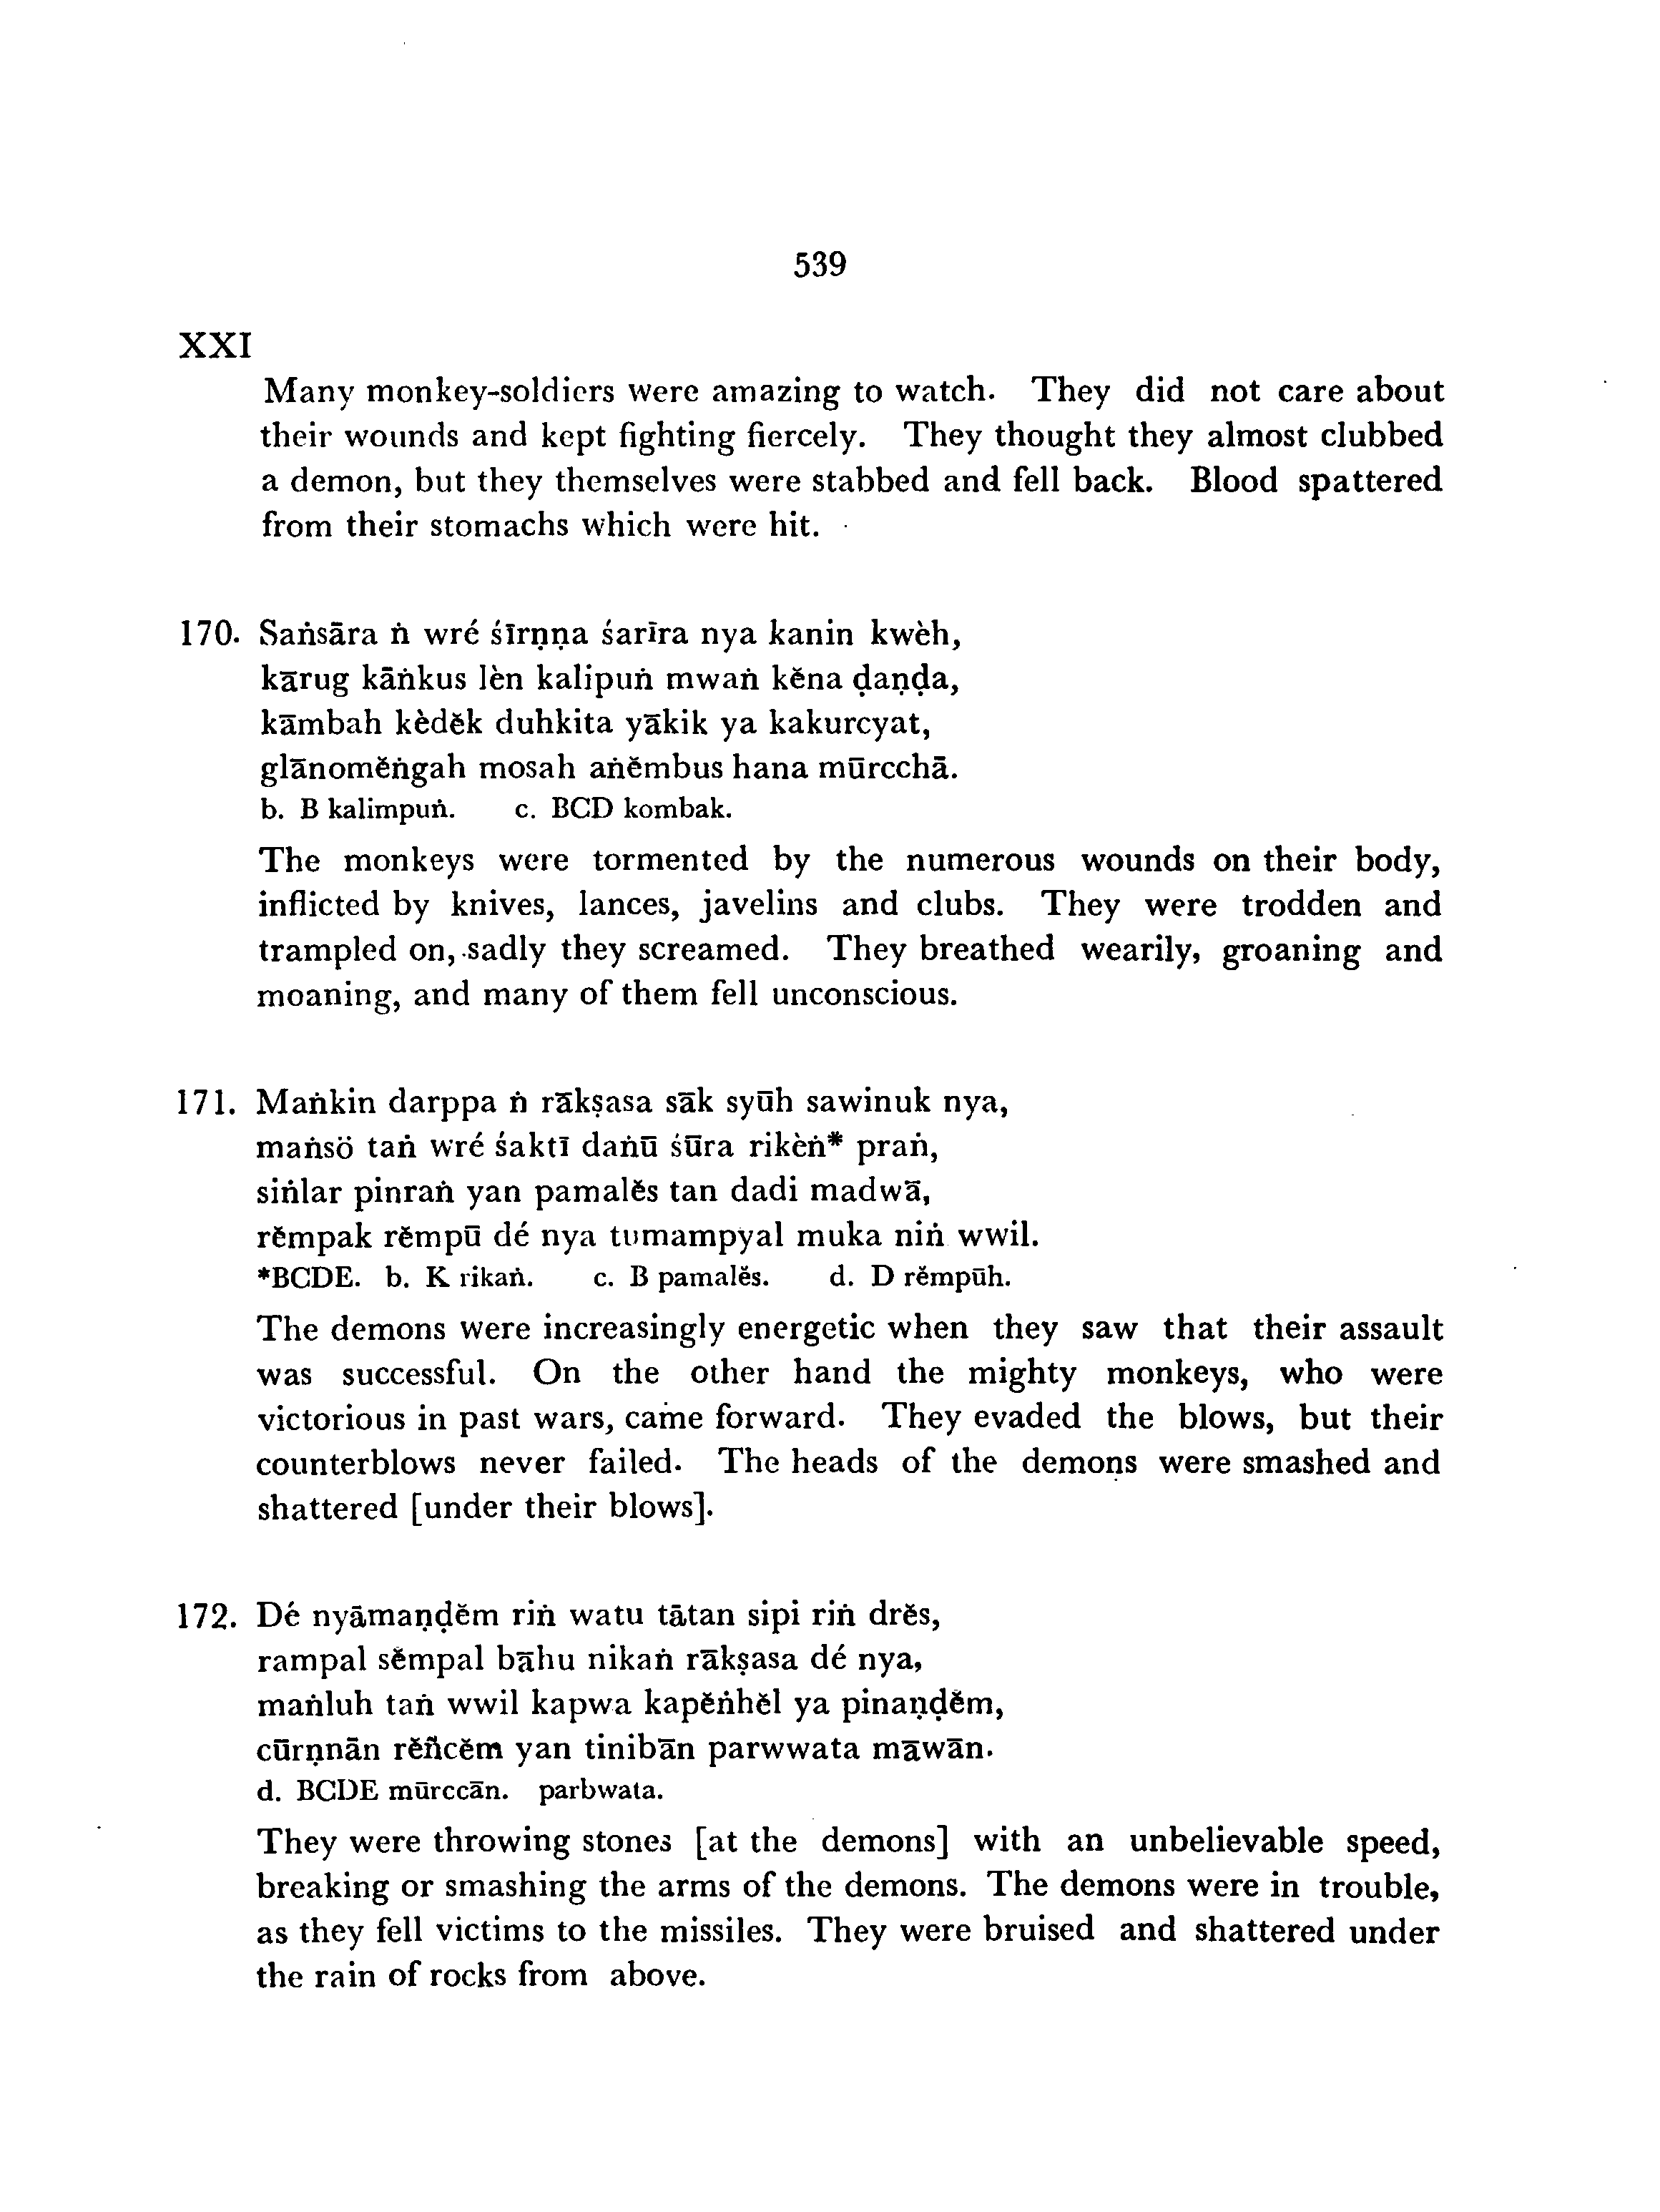 539
XXI
Many monkey-soldiers were amazing to watch. They did not care about
their wounds and kept fighting fiercely. They thought they almost clubbed
a demon, but they themselves were stabbed and fell back. Blood spattered
from their stomachs which were hit.
170. Saṅsāra ṅ wré śīrṇṇa śarīra nya kanin kwèh,
kārug kāṅkus lèn kalipuṅ mwaṅ kĕna ḍaṇḍa,
kāmbah kèdĕk duhkita yākik ya kakurcyat,
glānomĕṅgah mosah aṅĕmbus hana mūrcchā.
b. B kalimpuṅ. c. BCD kombak.
The monkeys were tormented by the numerous wounds on their body,
inflicted by knives, lances, javelins and clubs. They were trodden and
trampled on, sadly they screamed. They breathed wearily, groaning and
moaning, and many of them fell unconscious.
171. Maṅkin darppa ṅ rākṣasa sāk syūh sawinuk nya,
maṅsö taṅ wré śaktī daṅū śūra rikèṅ* praṅ,
siṅlar pinraṅ yan pamalĕs tan dadi madwā,
rĕmpak rĕmpū dé nya tumampyal muka niṅ wwil.
*BCDE. b. K rikaṅ. c. B pamalĕs. d. D rĕmpūh.
The demons were increasingly energetic when they saw that their assault
was successful. On the other hand the mighty monkeys, who were
victorious in past wars, came forward. They evaded the blows, but their
counterblows never failed. The heads of the demons were smashed and
shattered [under their blows].
172. Dé nyāmaṇḍĕm riṅ watu tātan sipi riṅ drĕs,
rampal sĕmpal bāhu nikaṅ rākṣasa dé nya,
maṅluh taṅ wwil kapwa kapĕṅhĕl ya pinaṇḍĕm,
cūrṇnān rĕñcĕm yan tinibān parwwata māwān.
d. BCDE mūrccān. parbwata.
They were throwing stones [at the demons] with an unbelievable speed,
breaking or smashing the arms of the demons. The demons were in trouble,
as they fell victims to the missiles. They were bruised and shattered under
the rain of rocks from above.